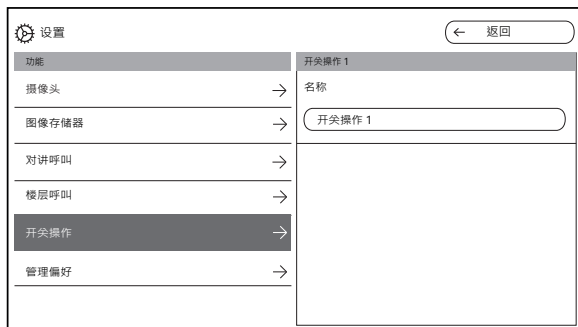 设置
← 返回
功能
摄像头
图像存储器
对讲呼叫
楼层呼叫
开关操作
管理偏好
开关操作 1
名称
开关操作 1